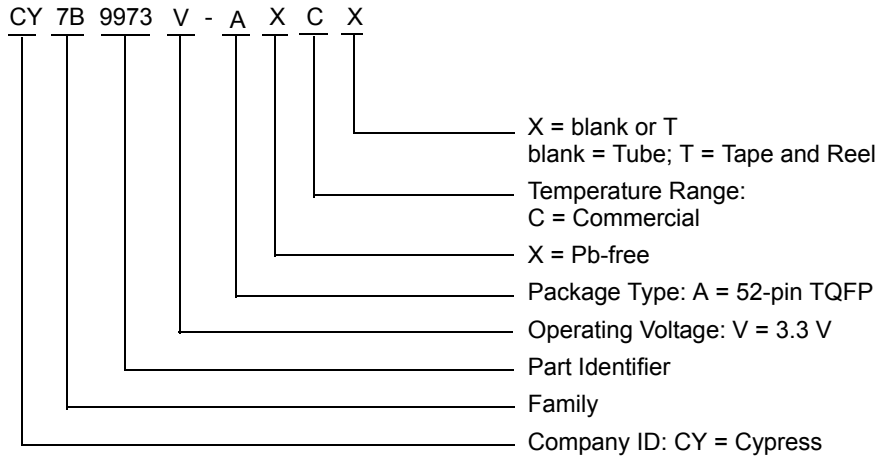 CY 7B 9973 V - A X C X
X = blank or T
blank = Tube; T = Tape and Reel
Temperature Range:
C = Commercial
X = Pb-free
Package Type: A = 52-pin TQFP
Operating Voltage: V = 3.3 V
Part Identifier
Family
Company ID: CY = Cypress